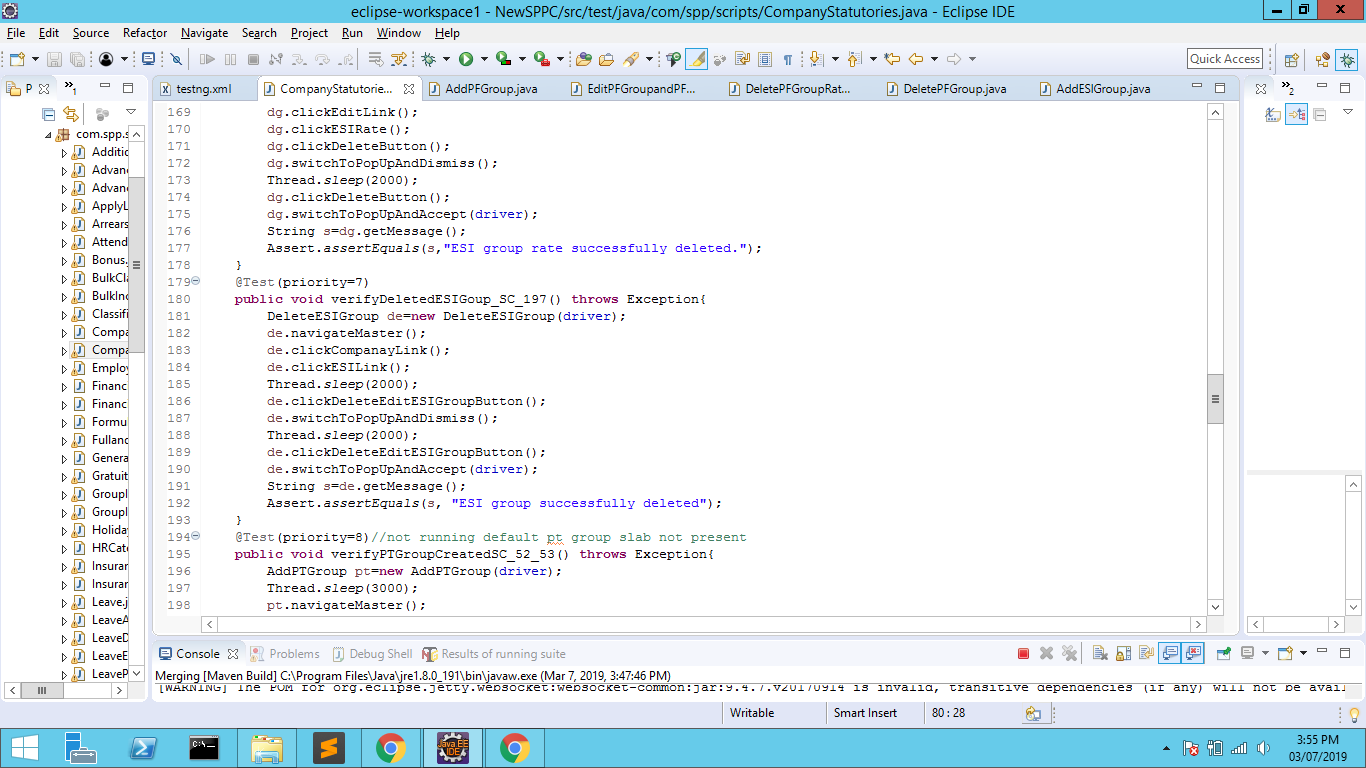 eclipse-workspace1 - NewSPPC/src/test/java/com/spp/scripts/CompanyStatutories.java - Eclipse IDE
File Edit Source Refactor Navigate Search Project Run Window Help
Quick Access
P
»1
testng.xml
CompanyStatutorie...
AddPFGroup.java
EditPFGroupandPF...
DeletePFGroupRat...
DeletePFGroup.java
AddESIGroup.java
»2
com.spp.s
Additic
Advan
Advan
ApplyL
Arrears
Attend
Bonus.
BulkCla
BulkInc
Classifi
Compa
Compa
Employ
Financ
Financ
Formu
Fulland
Genera
Gratuit
GroupI
GroupI
Holida
HRCate
Insuran
Insuran
Leave.j
LeaveA
LeaveD
LeaveE
LeaveP
169 dg.clickEditLink();
170 dg.clickESIRate();
171 dg.clickDeleteButton();
172 dg.switchToPopUpAndDismiss();
173 Thread.sleep(2000);
174 dg.clickDeleteButton();
175 dg.switchToPopUpAndAccept(driver);
176 String s=dg.getMessage();
177 Assert.assertEquals(s,"ESI group rate successfully deleted.");
178 }
179 @Test(priority=7)
180 public void verifyDeletedESIGoup_SC_197() throws Exception{
181 DeleteESIGroup de=new DeleteESIGroup(driver);
182 de.navigateMaster();
183 de.clickCompanayLink();
184 de.clickESILink();
185 Thread.sleep(2000);
186 de.clickDeleteEditESIGroupButton();
187 de.switchToPopUpAndDismiss();
188 Thread.sleep(2000);
189 de.clickDeleteEditESIGroupButton();
190 de.switchToPopUpAndAccept(driver);
191 String s=de.getMessage();
192 Assert.assertEquals(s, "ESI group successfully deleted");
193 }
194 @Test(priority=8)//not running default pt group slab not present
195 public void verifyPTGroupCreatedSC_52_53() throws Exception{
196 AddPTGroup pt=new AddPTGroup(driver);
197 Thread.sleep(3000);
198 pt.navigateMaster();
Console Problems Debug Shell Results of running suite
Merging [Maven Build] C:\Program Files\Java\jre1.8.0_191\bin\javaw.exe (Mar 7, 2019, 3:47:46 PM)
[WARNING] The POM for org.eclipse.jetty.websocket:websocket-common:jar:9.4.7.v20170914 is invalid, transitive dependencies (if any) will not be avail
Writable Smart Insert 80 : 28
Java EE IDE
3:55 PM
03/07/2019